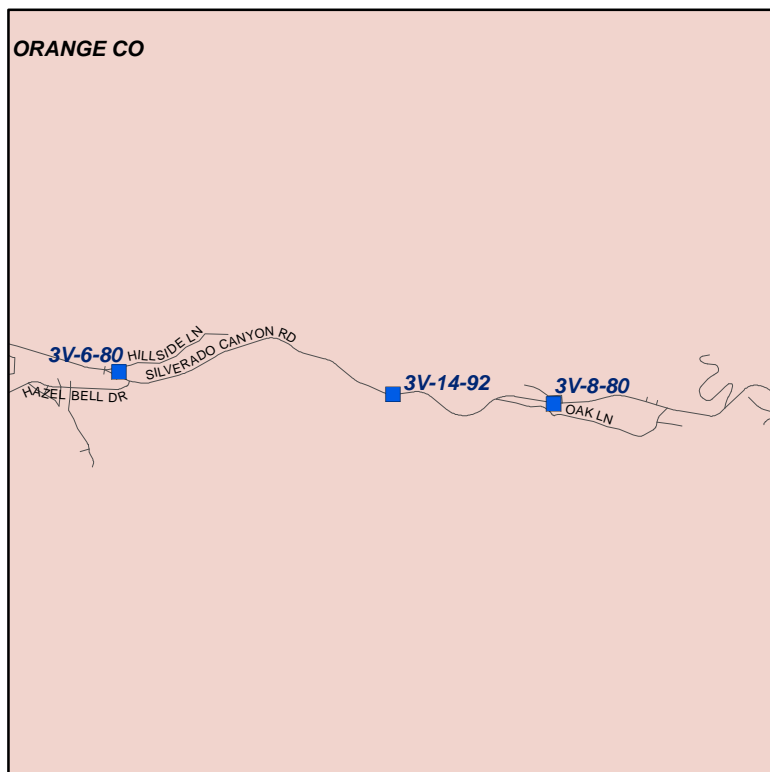 ORANGE CO
3V-6-80
HILLSIDE LN
SILVERADO CANYON RD
HAZEL BELL DR
3V-14-92
3V-8-80
OAK LN